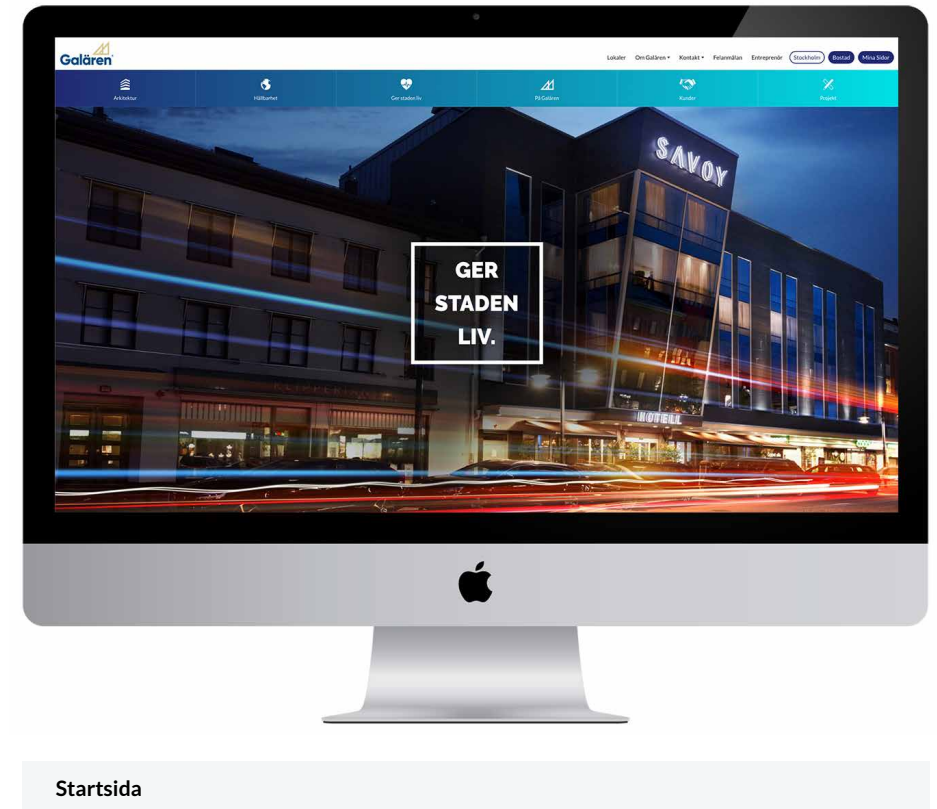 Galären
Lokaler Om Galären Kontakt Felanmälan Entreprenör Stockholm Bostad Mina Sidor
Arkitektur Hållbarhet Ger staden liv På Galären Kunder Projekt
SAVOY
GER
STADEN
LIV.
HOTELL
Startsida